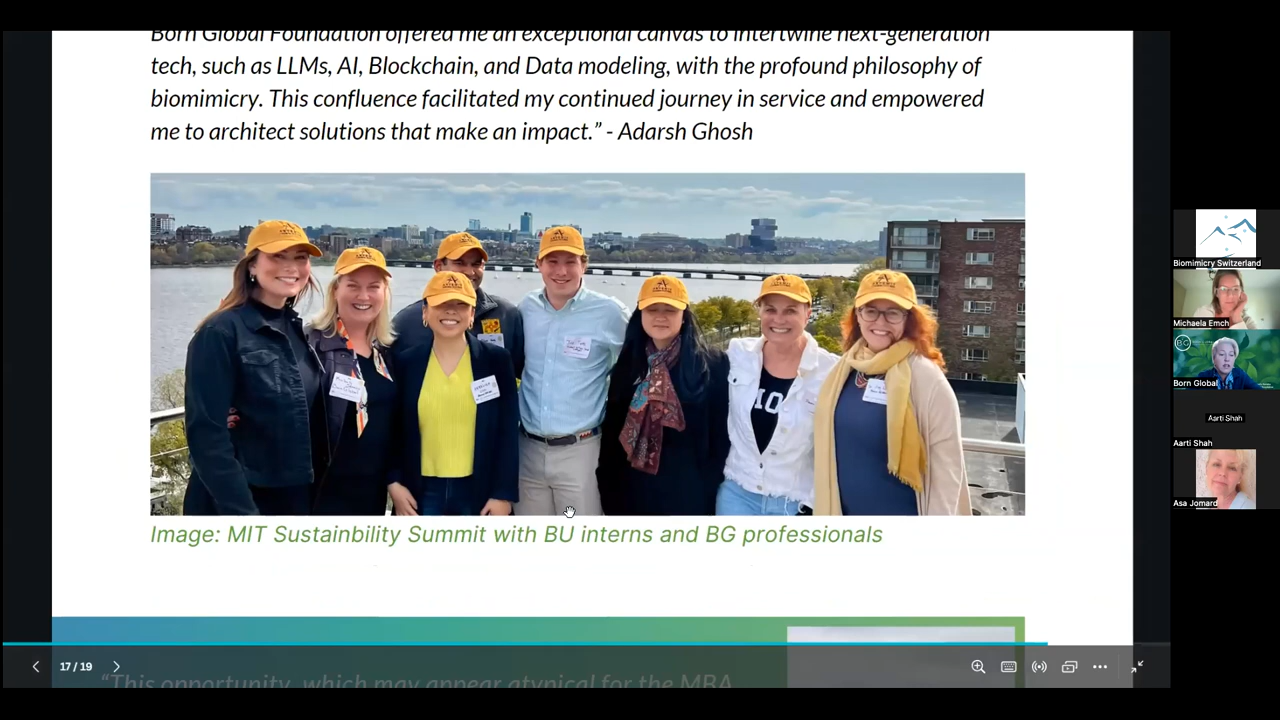 Born Global Foundation offered me an exceptional canvas to intertwine next-generation
tech, such as LLMs, AI, Blockchain, and Data modeling, with the profound philosophy of
biomimicry. This confluence facilitated my continued journey in service and empowered
me to architect solutions that make an impact.” - Adarsh Ghosh
Image: MIT Sustainbility Summit with BU interns and BG professionals
“This opportunity, which may appear atypical for the MBA
17 / 19
Biomimicry Switzerland
Michaela Emch
BG
Born Global
Aarti Shah
Aarti Shah
Asa Jomard